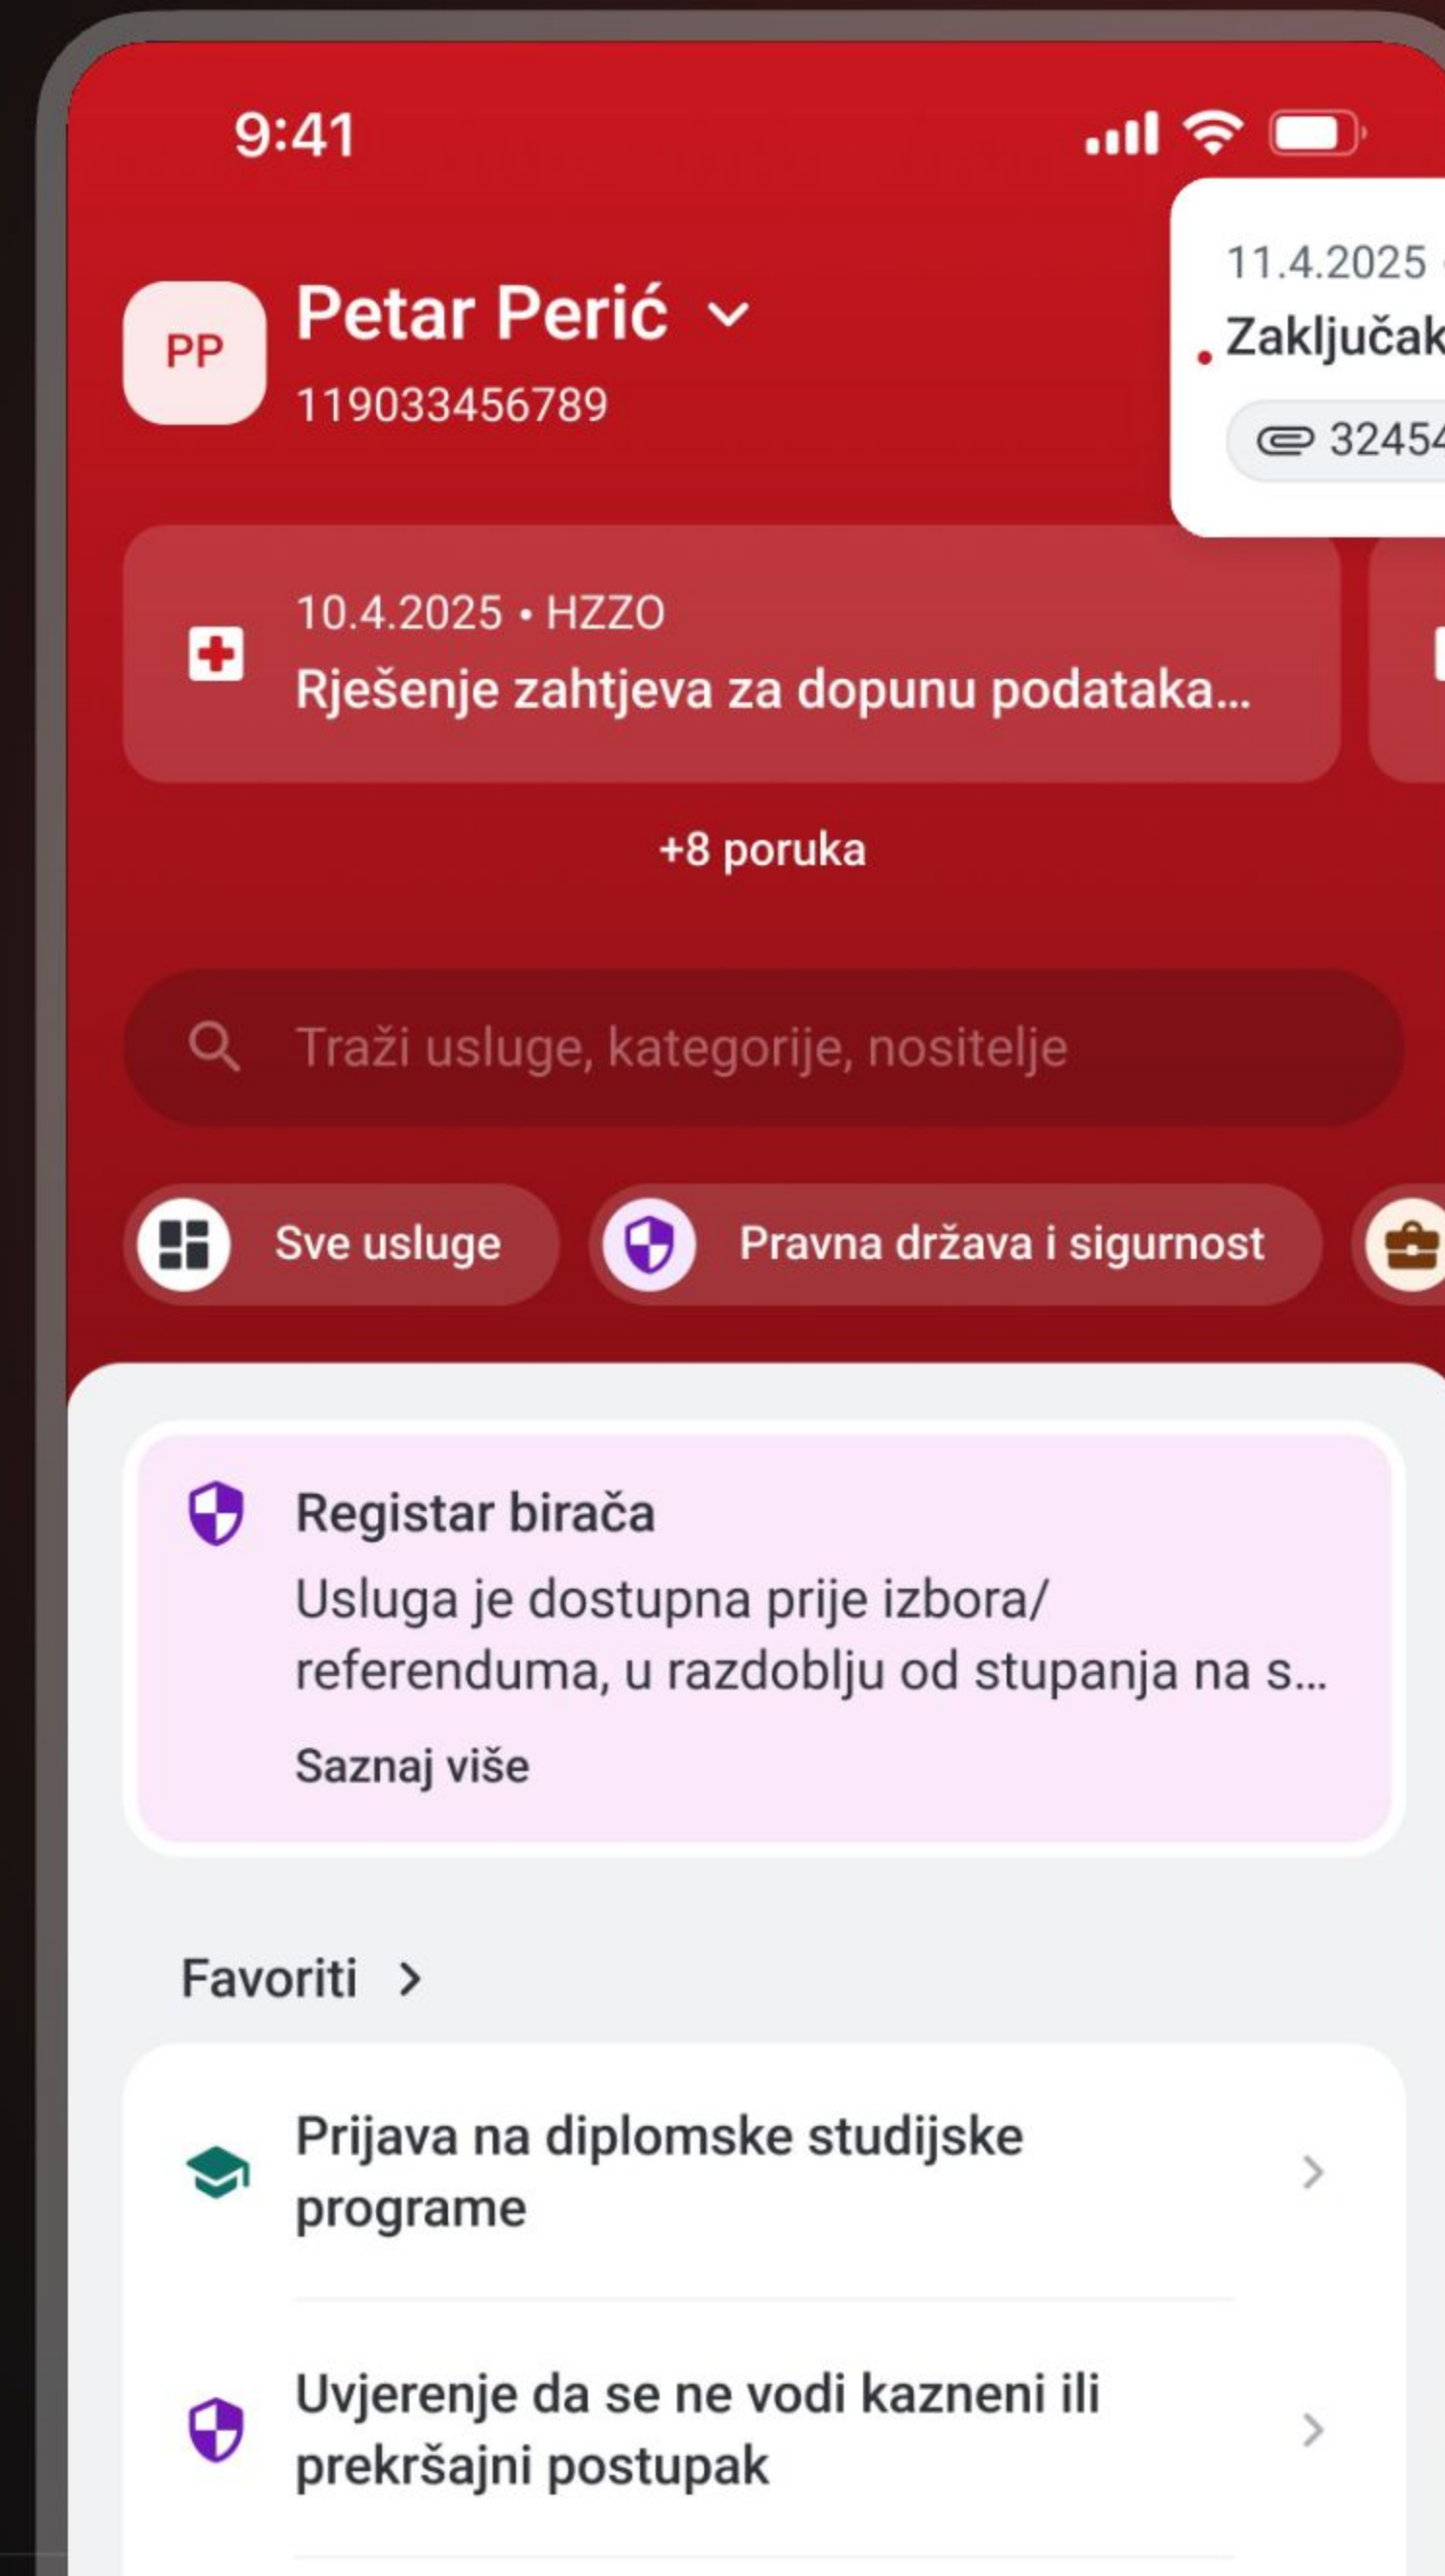 9:41
11.4.2025
Zaključak
32454
PP
Petar Perić
119033456789
10.4.2025 • HZZO
Rješenje zahtjeva za dopunu podataka...
+8 poruka
Traži usluge, kategorije, nositelje
Sve usluge
Pravna država i sigurnost
Registar birača
Usluga je dostupna prije izbora/
referenduma, u razdoblju od stupanja na s...
Saznaj više
Favoriti
Prijava na diplomske studijske
programe
Uvjerenje da se ne vodi kazneni ili
prekršajni postupak